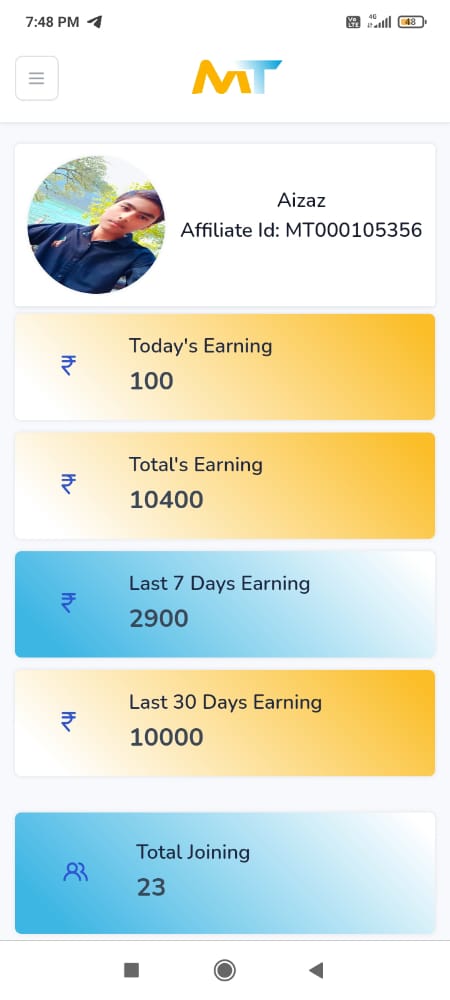 7:48 PM
Vo LTE 4G 48
MT
Aizaz
Affiliate Id: MT000105356
₹
Today's Earning
100
₹
Total's Earning
10400
₹
Last 7 Days Earning
2900
₹
Last 30 Days Earning
10000
Total Joining
23